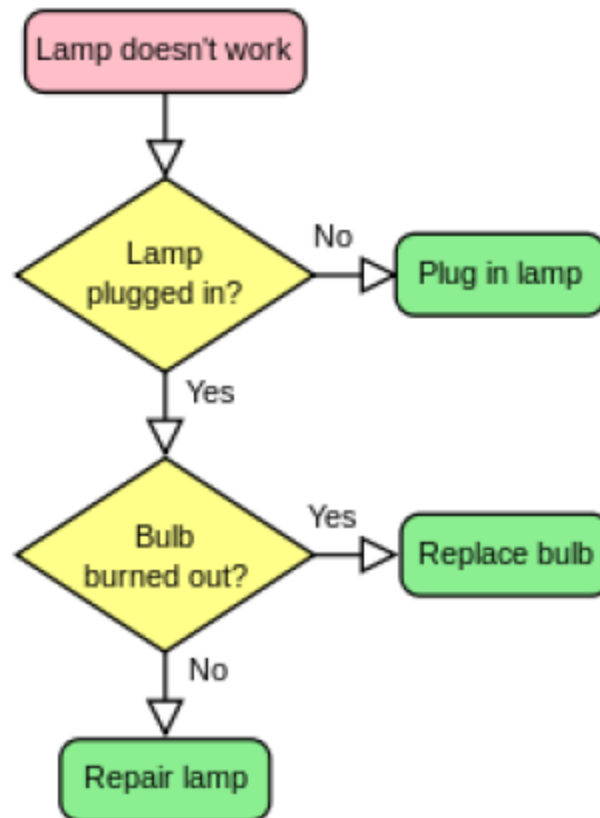 Lamp doesn't work
Lamp
plugged in?
No
Plug in lamp
Yes
Bulb
burned out?
Yes
Replace bulb
No
Repair lamp